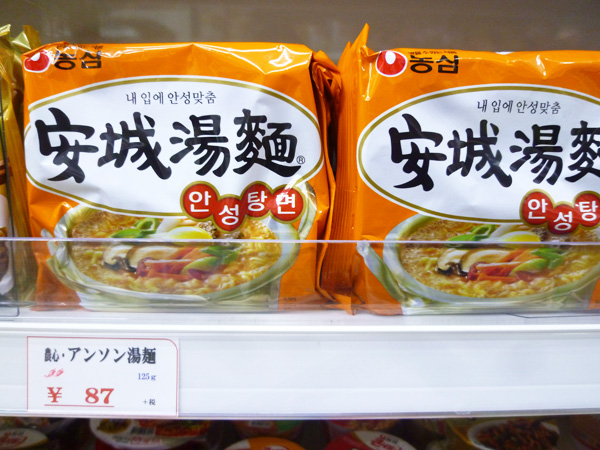 농심
내 입에 안성맞춤
安城湯麵®
안성탕면
농심
내 입에 안성맞춤
安城湯麵
안성탕
農心・アンソン湯麺
125g
¥ 87
+税